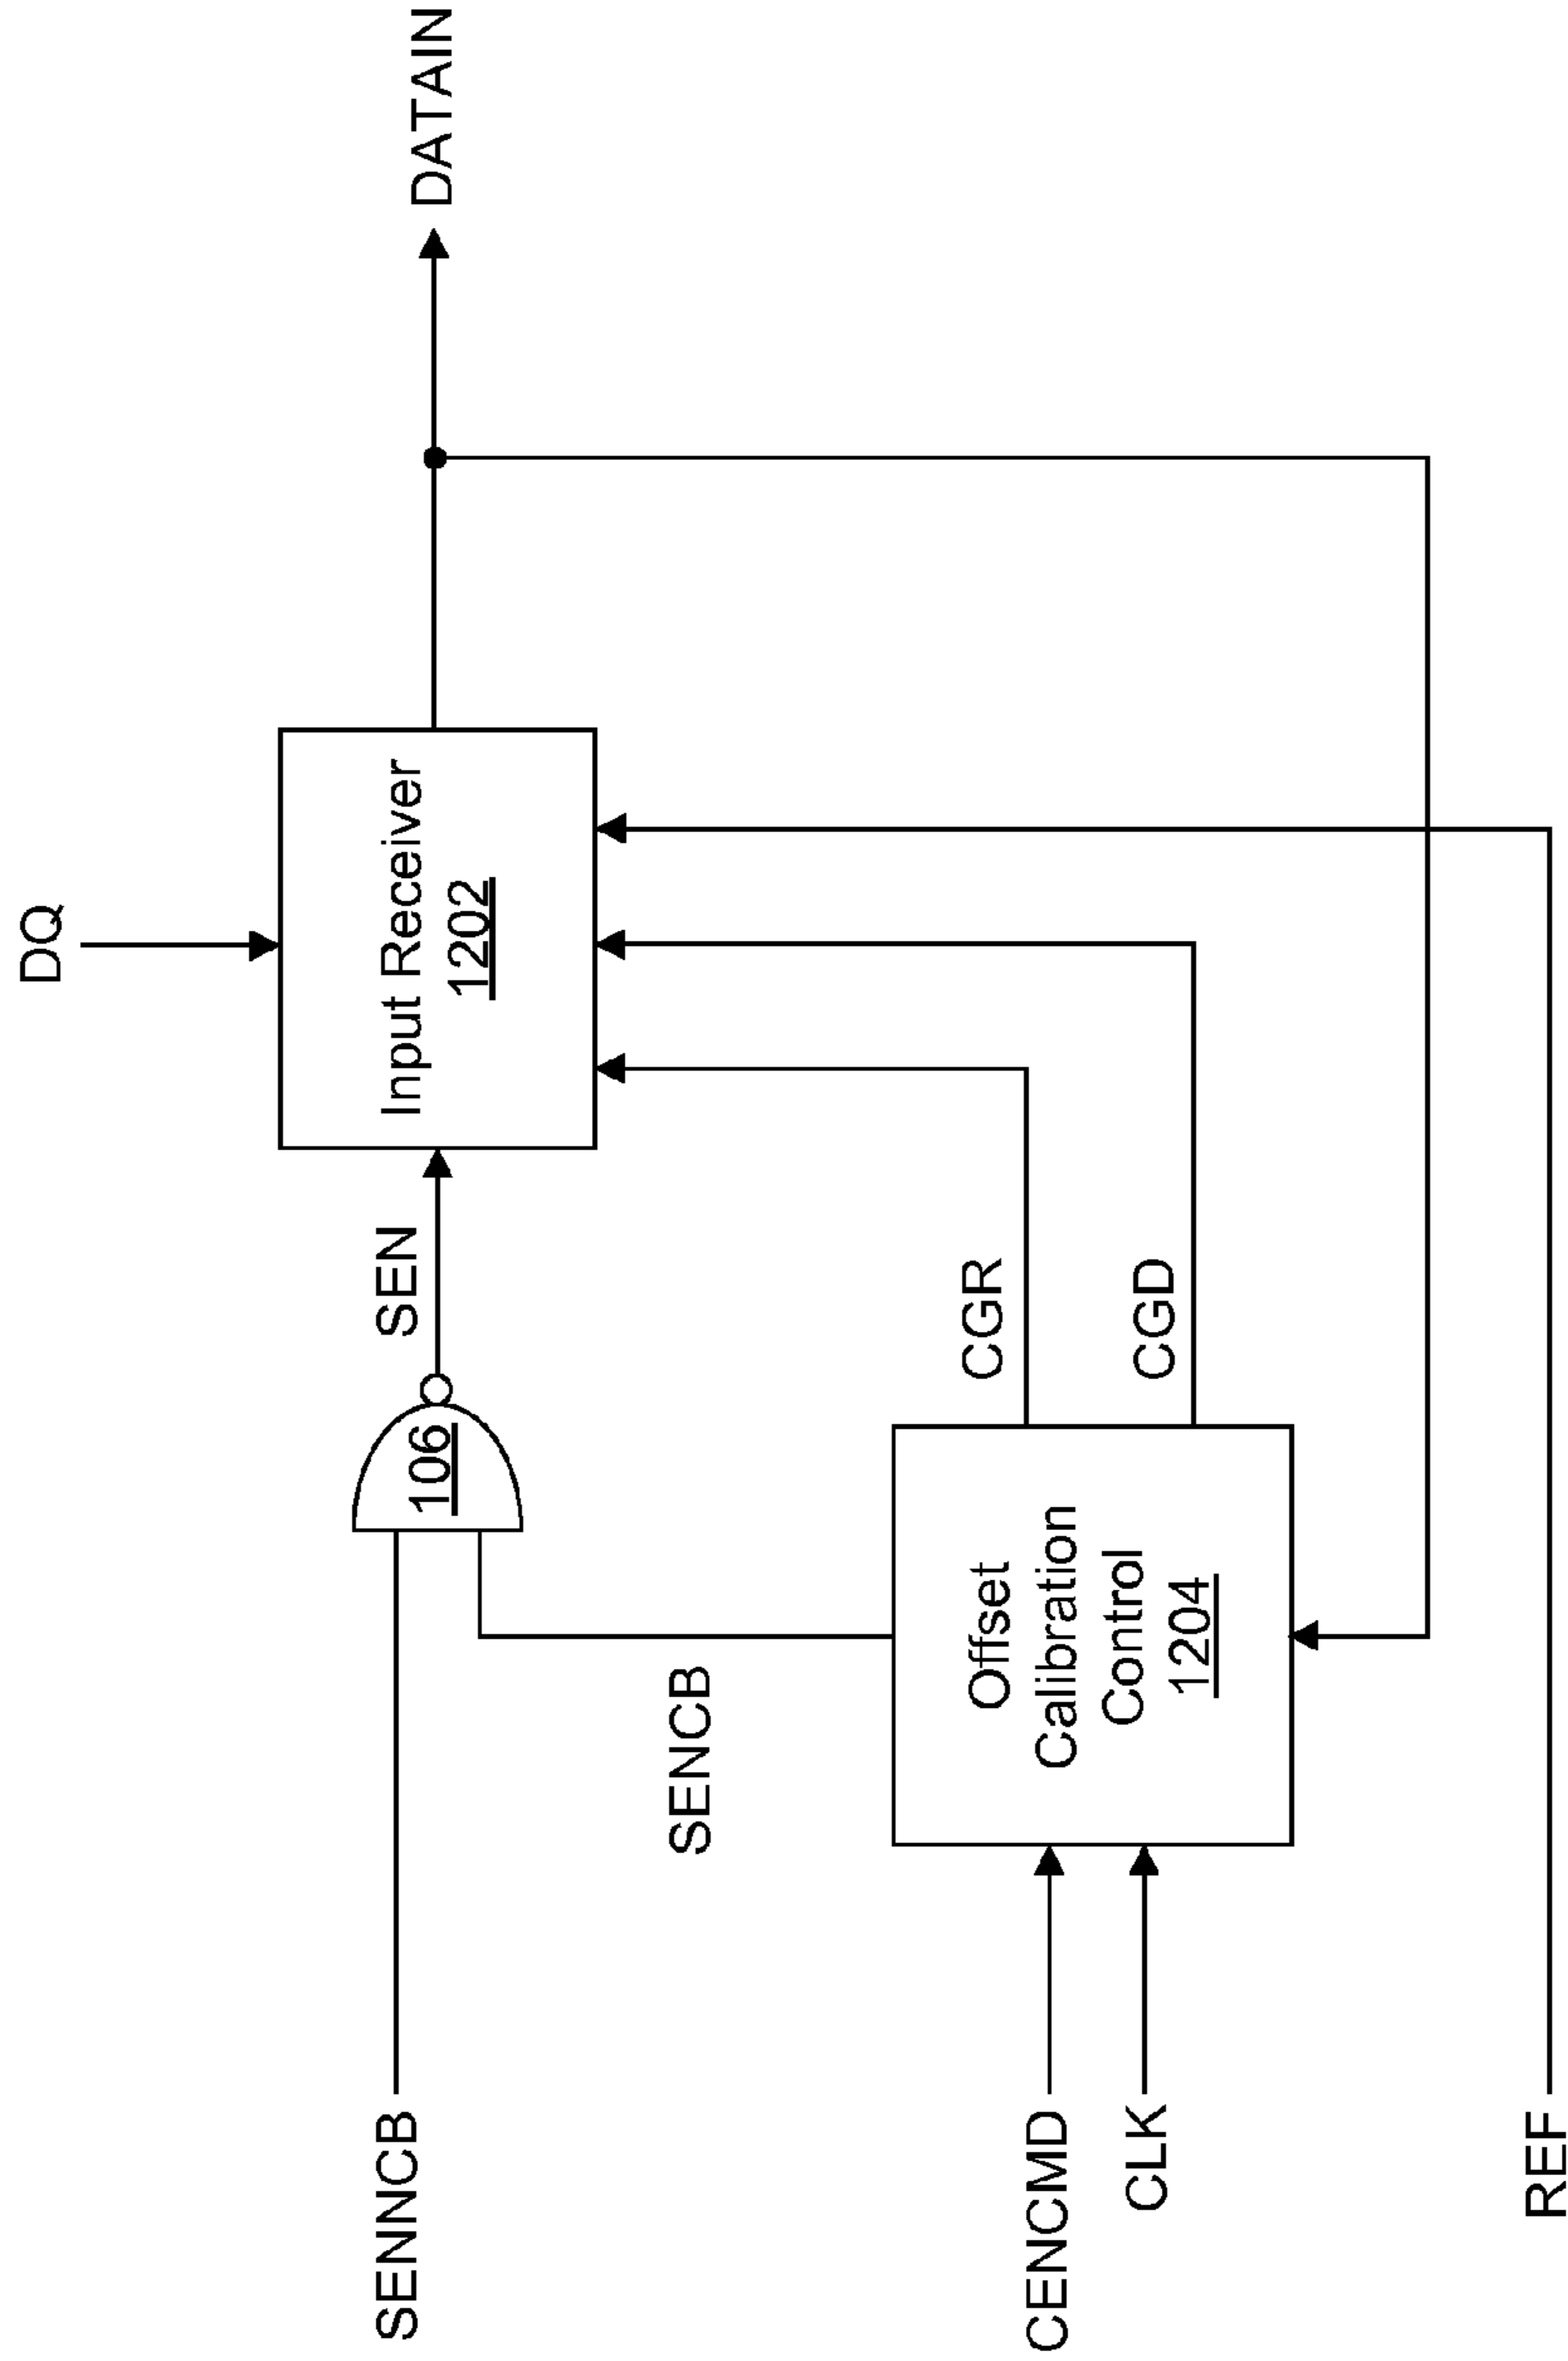 DQ
SENNCB
106
SEN
Input Receiver
1202
DATAIN
SENCB
CGR
CGD
CENCMD
CLK
Offset
Calibration
Control
1204
REF